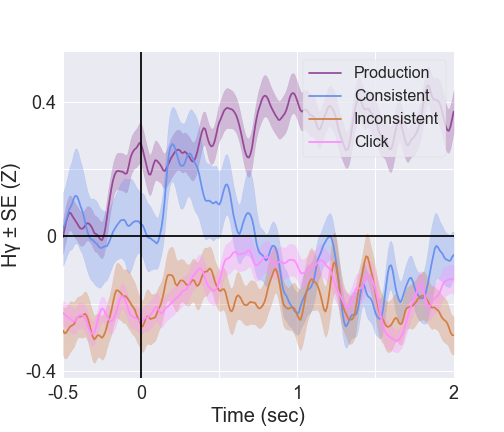 Production
Consistent
Inconsistent
Click
0.4
0
-0.4
-0.5
0
1
2
Time (sec)
Hγ ± SE (Z)